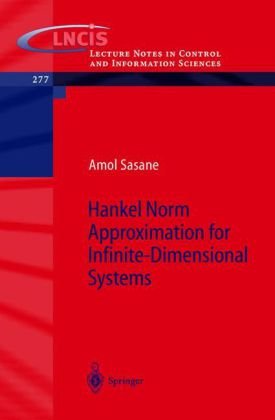 LNCIS
Lecture Notes in Control
and Information Sciences
277
Amol Sasane
Hankel Norm
Approximation for
Infinite-Dimensional
Systems
Springer